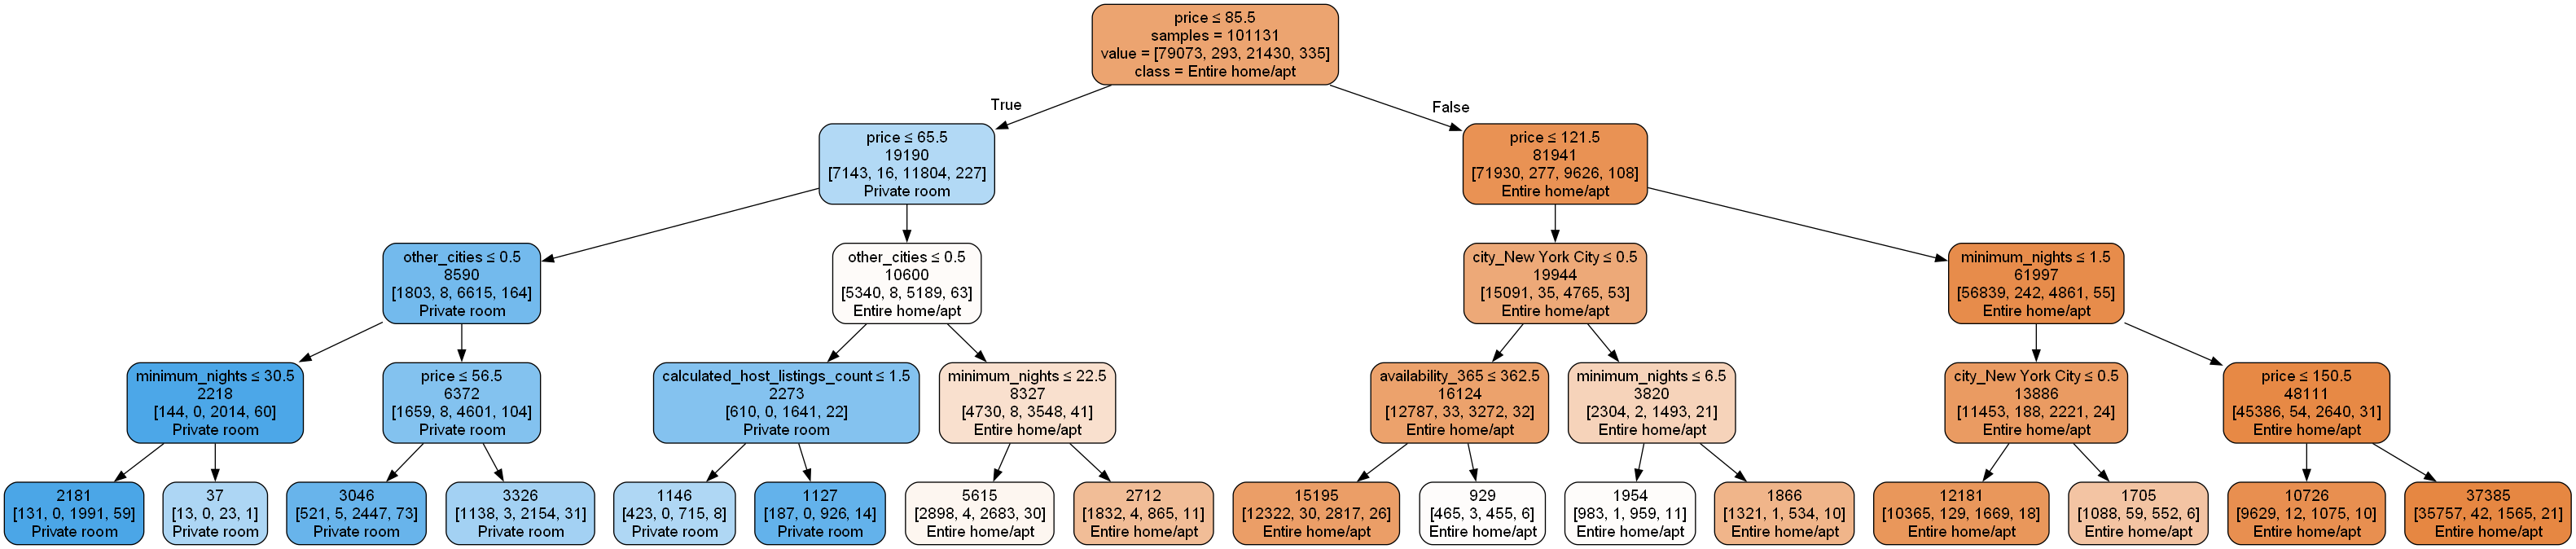 price ≤ 85.5
samples = 101131
value = [79073, 293, 21430, 335]
class = Entire home/apt
True
False
price ≤ 65.5
19190
[7143, 16, 11804, 227]
Private room
price ≤ 121.5
81941
[71930, 277, 9626, 108]
Entire home/apt
other_cities ≤ 0.5
8590
[1803, 8, 6615, 164]
Private room
other_cities ≤ 0.5
10600
[5340, 8, 5189, 63]
Entire home/apt
city_New York City ≤ 0.5
19944
[15091, 35, 4765, 53]
Entire home/apt
minimum_nights ≤ 1.5
61997
[56839, 242, 4861, 55]
Entire home/apt
minimum_nights ≤ 30.5
2218
[144, 0, 2014, 60]
Private room
price ≤ 56.5
6372
[1659, 8, 4601, 104]
Private room
calculated_host_listings_count ≤ 1.5
2273
[610, 0, 1641, 22]
Private room
minimum_nights ≤ 22.5
8327
[4730, 8, 3548, 41]
Entire home/apt
availability_365 ≤ 362.5
16124
[12787, 33, 3272, 32]
Entire home/apt
minimum_nights ≤ 6.5
3820
[2304, 2, 1493, 21]
Entire home/apt
city_New York City ≤ 0.5
13886
[11453, 188, 2221, 24]
Entire home/apt
price ≤ 150.5
48111
[45386, 54, 2640, 31]
Entire home/apt
2181
[131, 0, 1991, 59]
Private room
37
[13, 0, 23, 1]
Private room
3046
[521, 5, 2447, 73]
Private room
3326
[1138, 3, 2154, 31]
Private room
1146
[423, 0, 715, 8]
Private room
1127
[187, 0, 926, 14]
Private room
5615
[2898, 4, 2683, 30]
Entire home/apt
2712
[1832, 4, 865, 11]
Entire home/apt
15195
[12322, 30, 2817, 26]
Entire home/apt
929
[465, 3, 455, 6]
Entire home/apt
1954
[983, 1, 959, 11]
Entire home/apt
1866
[1321, 1, 534, 10]
Entire home/apt
12181
[10365, 129, 1669, 18]
Entire home/apt
1705
[1088, 59, 552, 6]
Entire home/apt
10726
[9629, 12, 1075, 10]
Entire home/apt
37385
[35757, 42, 1565, 21]
Entire home/apt